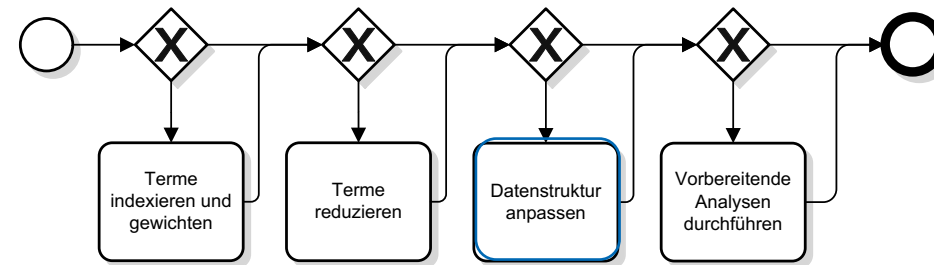 X
X
X
X
Terme
indexieren und
gewichten
Terme
reduzieren
Datenstruktur
anpassen
Vorbereitende
Analysen
durchführen